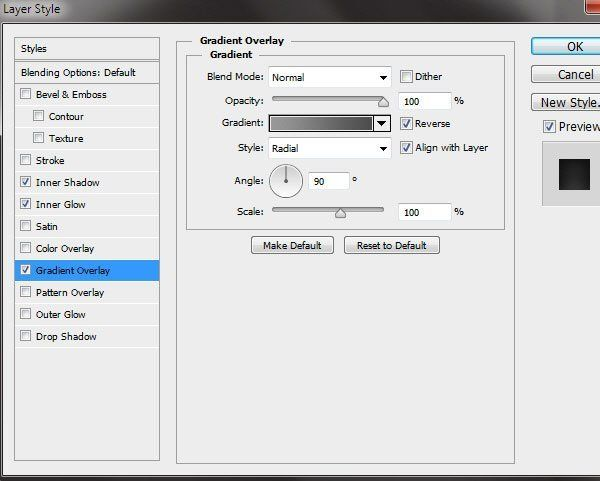 Layer Style
Styles
Blending Options: Default
Bevel & Emboss
Contour
Texture
Stroke
Inner Shadow
Inner Glow
Satin
Color Overlay
Gradient Overlay
Pattern Overlay
Outer Glow
Drop Shadow
Gradient Overlay
Gradient
Blend Mode: Normal Dither
Opacity: 100 %
Gradient: Reverse
Style: Radial Align with Layer
Angle: 90 °
Scale: 100 %
Make Default Reset to Default
OK
Cancel
New Style...
Preview